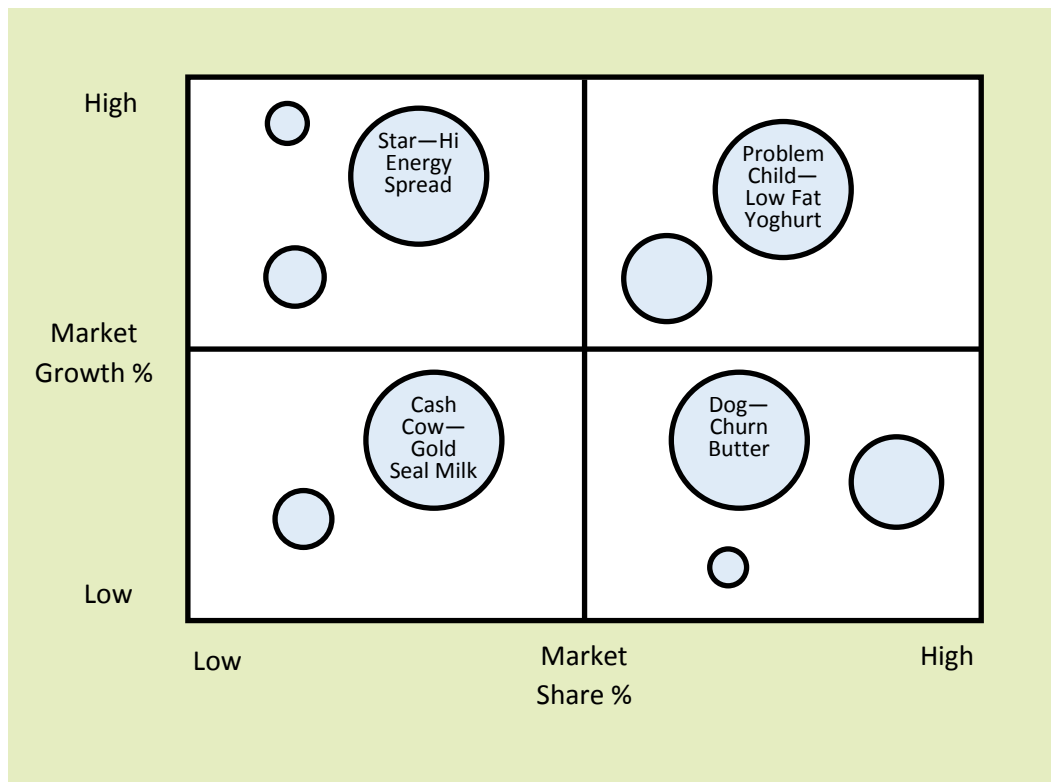 High
Star—Hi
Energy
Spread
Problem
Child—
Low Fat
Yoghurt
Market
Growth %
Cash
Cow—
Gold
Seal Milk
Dog—
Churn
Butter
Low
Low
Market
Share %
High